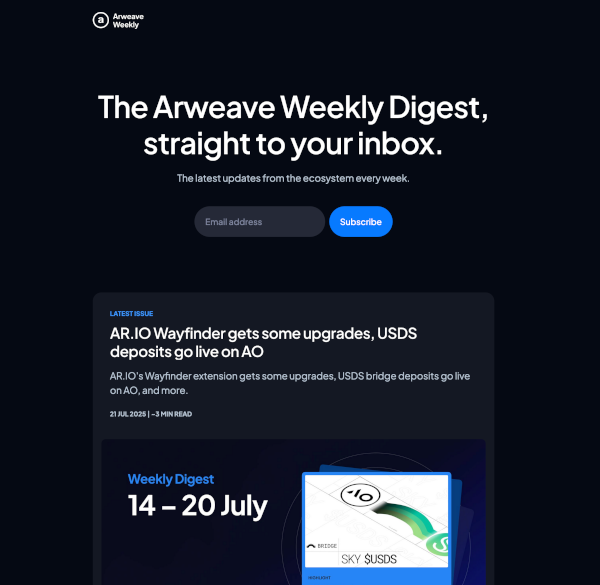 a
Arweave
Weekly
The Arweave Weekly Digest,
straight to your inbox.
The latest updates from the ecosystem every week.
Email address
Subscribe
LATEST ISSUE
AR.IO Wayfinder gets some upgrades, USDS
deposits go live on AO
AR.IO's Wayfinder extension gets some upgrades, USDS bridge deposits go live
on AO, and more.
21 JUL 2025 | ~3 MIN READ
Weekly Digest
14 – 20 July
AO
BRIDGE
SKY $USDS
HIGHLIGHT